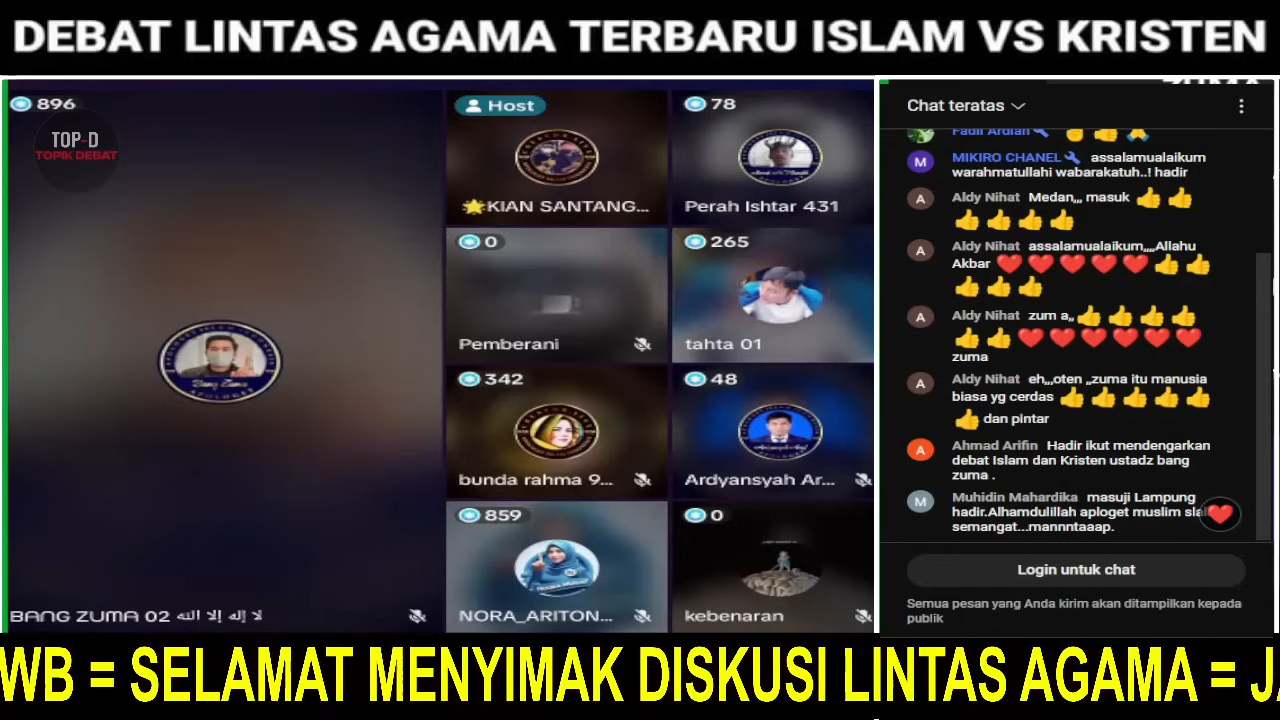 DEBAT LINTAS AGAMA TERBARU ISLAM VS KRISTEN
896
TOP-D
TOPIK DEBAT
Bang Zuma
APOLOGET
BANG ZUMA 02 لا إله إلا الله
Host
🌟KIAN SANTANG...
78
Perah Ishtar 431
0
Pemberani
265
tahta 01
342
bunda rahma 9...
48
Ardyansyah Ar...
859
NORA_ARITON...
0
kebenaran
Chat teratas
Fadil Ardian 🔧 👍 🙏
M
MIKIRO CHANEL 🔧 assalamualaikum
warahmatullahi wabarakatuh..! hadir
A
Aldy Nihat Medan,,, masuk 👍 👍
👍 👍 👍 👍
A
Aldy Nihat assalamualaikum,,,,Allahu
Akbar ❤️ ❤️ ❤️ ❤️ ❤️ 👍 👍
👍 👍 👍
A
Aldy Nihat zum a,, 👍 👍 👍 👍
👍 👍 ❤️ ❤️ ❤️ ❤️ ❤️ ❤️
zuma
A
Aldy Nihat eh,,,oten ,,zuma itu manusia
biasa yg cerdas 👍 👍 👍 👍 👍
👍 dan pintar
A
Ahmad Arifin Hadir ikut mendengarkan
debat Islam dan Kristen ustadz bang
zuma .
M
Muhidin Mahardika masuji Lampung
hadir.Alhamdulillah aploget muslim sla
semangat...mannntaaap.
Login untuk chat
Semua pesan yang Anda kirim akan ditampilkan kepada
publik
WB = SELAMAT MENYIMAK DISKUSI LINTAS AGAMA = JA